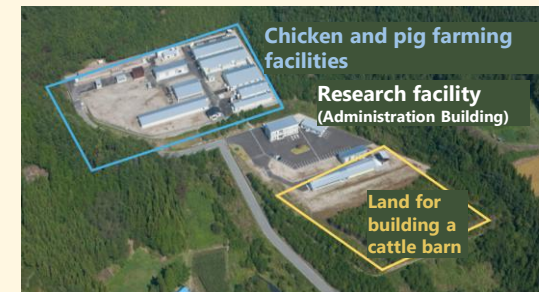 Chicken and pig farming
facilities
Research facility
(Administration Building)
Land for
building a
cattle barn